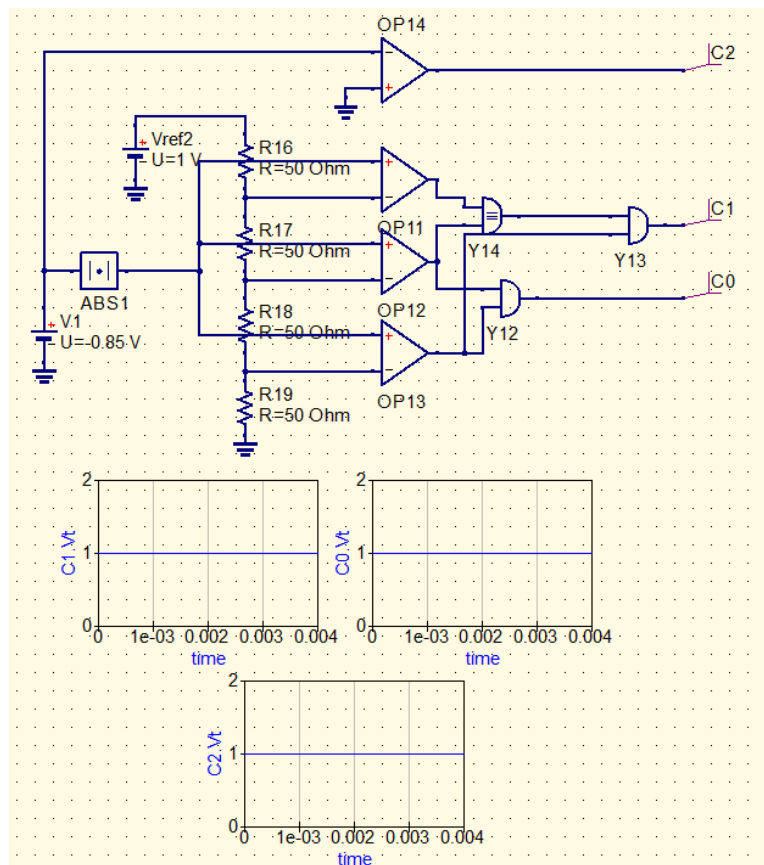 OP14
C2
Vref2
U=1 V
R16
R=50 Ohm
OP11
R17
R=50 Ohm
Y14
C1
Y13
ABS1
OP12
C0
R18
R=50 Ohm
Y12
V1
U=-0.85 V
OP13
R19
R=50 Ohm
C1.Vt
2
1
0
0 1e-03 0.002 0.003 0.004
time
C0.Vt
2
1
0
0 1e-03 0.002 0.003 0.004
time
C2.Vt
2
1
0
0 1e-03 0.002 0.003 0.004
time